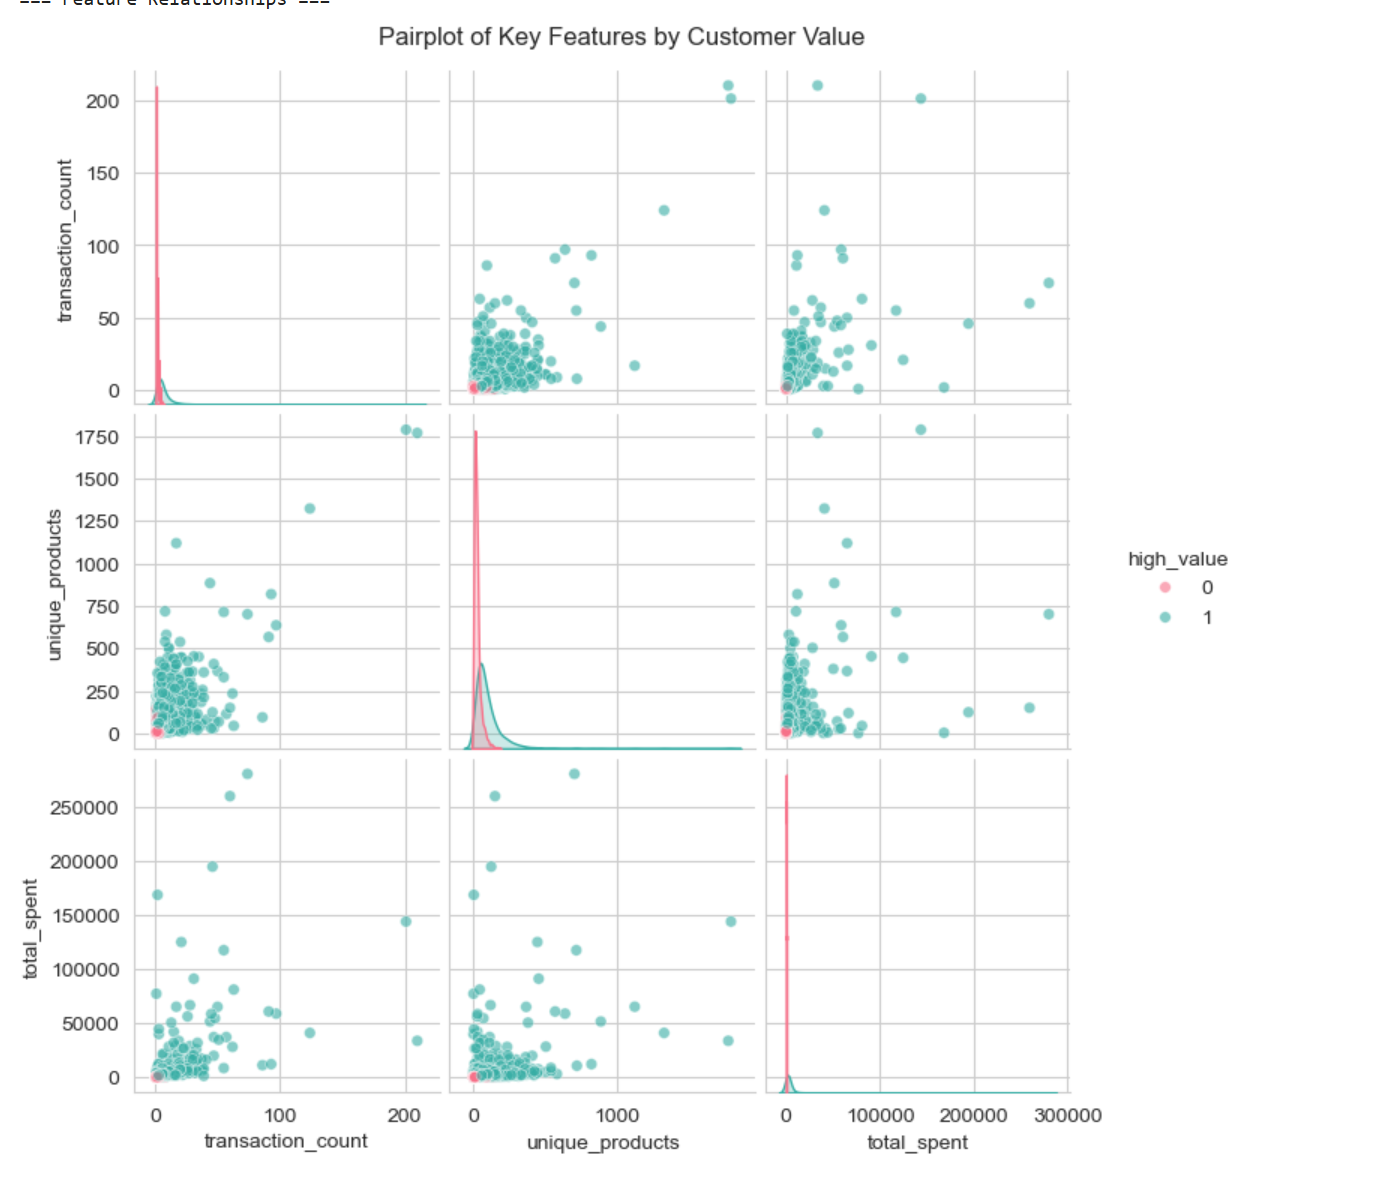 === Feature Relationships ===
Pairplot of Key Features by Customer Value
200
150
100
50
0
transaction_count
1750
1500
1250
1000
750
500
250
0
unique_products
high_value
0
1
250000
200000
150000
100000
50000
0
total_spent
0 100 200
transaction_count
0 1000
unique_products
0 100000 200000 300000
total_spent